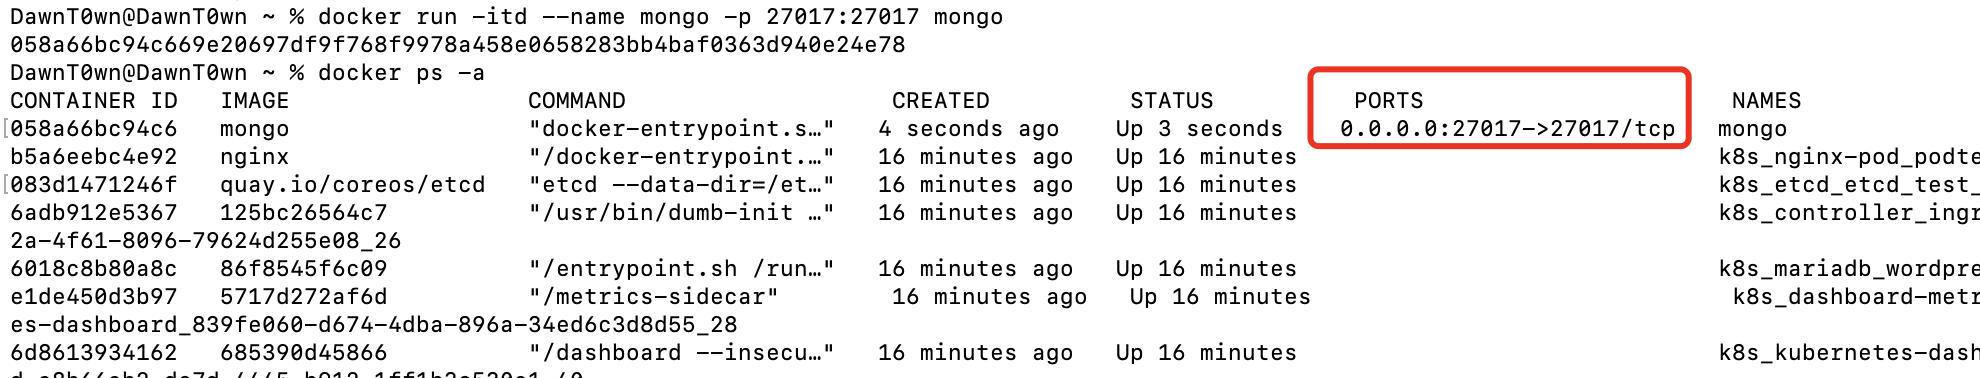 DawnT0wn@DawnT0wn ~ % docker run -itd --name mongo -p 27017:27017 mongo
058a66bc94c669e20697df9f768f9978a458e0658283bb4baf0363d940e24e78
DawnT0wn@DawnT0wn ~ % docker ps -a
CONTAINER ID   IMAGE                 COMMAND                   CREATED          STATUS          PORTS                      NAMES
058a66bc94c6   mongo                 "docker-entrypoint.s…"   4 seconds ago    Up 3 seconds    0.0.0.0:27017->27017/tcp   mongo
b5a6eebc4e92   nginx                 "/docker-entrypoint.…"   16 minutes ago   Up 16 minutes                              k8s_nginx-pod_podte
083d1471246f   quay.io/coreos/etcd   "etcd --data-dir=/et…"   16 minutes ago   Up 16 minutes                              k8s_etcd_etcd_test_
6adb912e5367   125bc26564c7          "/usr/bin/dumb-init …"   16 minutes ago   Up 16 minutes                              k8s_controller_ingr
2a-4f61-8096-79624d255e08_26
6018c8b80a8c   86f8545f6c09          "/entrypoint.sh /run…"   16 minutes ago   Up 16 minutes                              k8s_mariadb_wordpre
e1de450d3b97   5717d272af6d          "/metrics-sidecar"        16 minutes ago   Up 16 minutes                              k8s_dashboard-metr
es-dashboard_839fe060-d674-4dba-896a-34ed6c3d8d55_28
6d8613934162   685390d45866          "/dashboard --insecu…"   16 minutes ago   Up 16 minutes                              k8s_kubernetes-dash